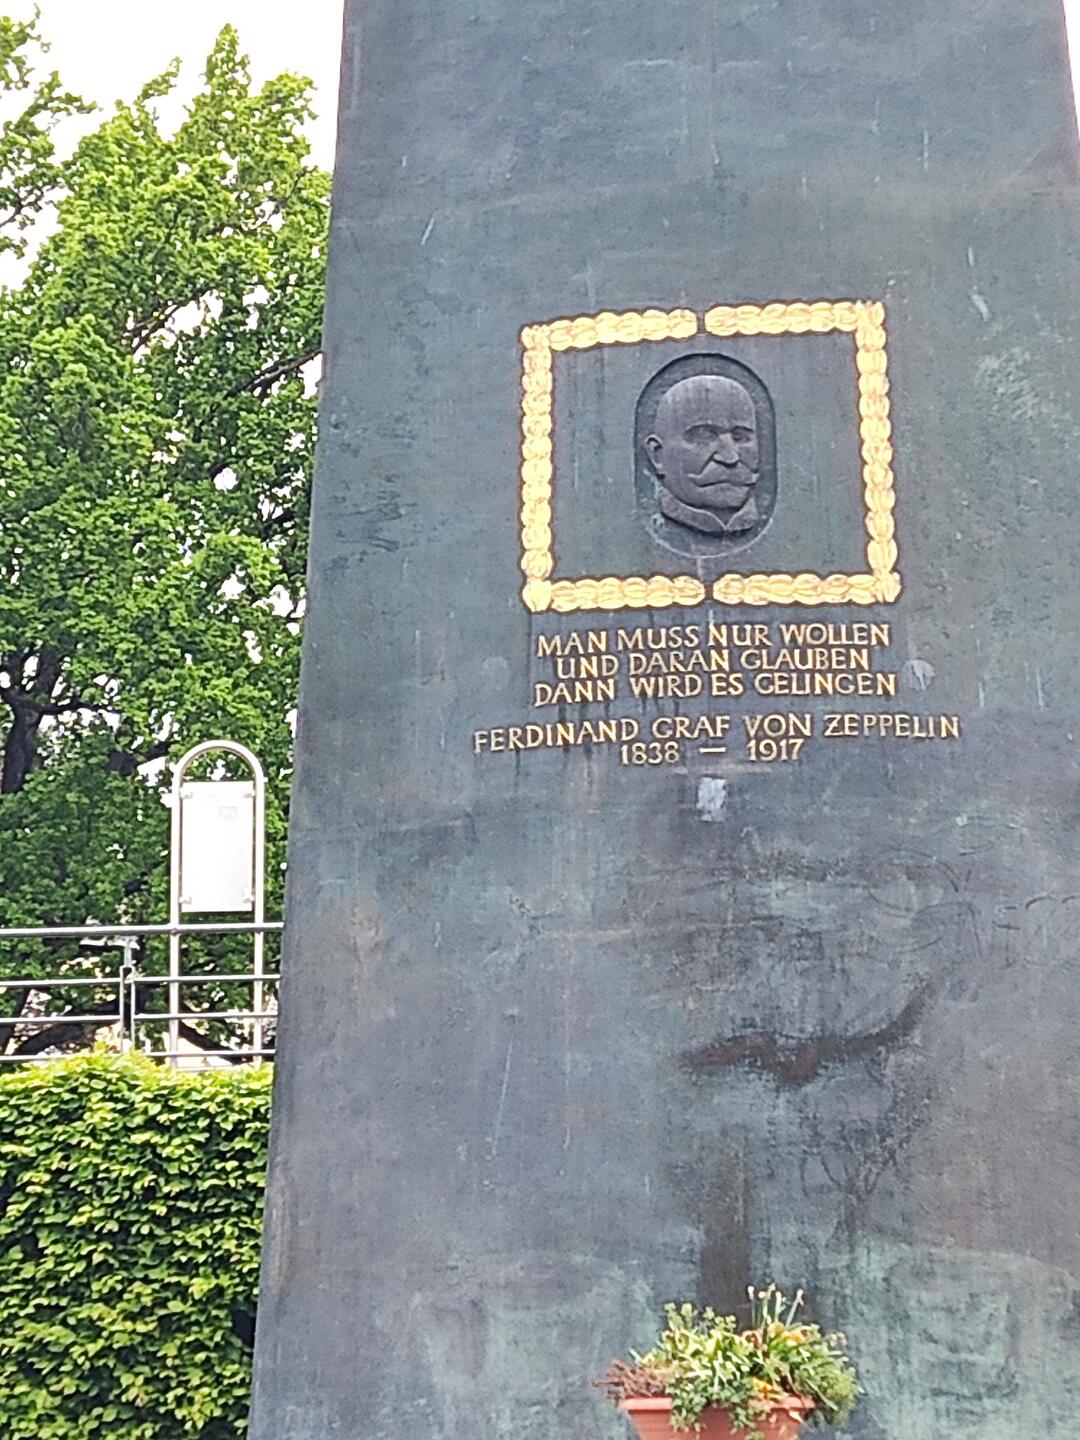 MAN MUSS NUR WOLLEN
UND DARAN GLAUBEN
DANN WIRD ES GELINGEN
FERDINAND GRAF VON ZEPPELIN
1838 — 1917